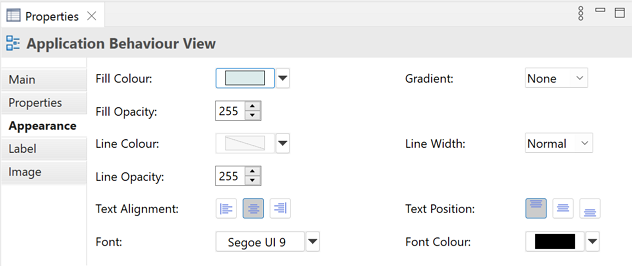 Properties
Application Behaviour View
Main
Properties
Appearance
Label
Image
Fill Colour:
Gradient: None
Fill Opacity: 255
Line Colour:
Line Width: Normal
Line Opacity: 255
Text Alignment:
Text Position:
Font: Segoe UI 9
Font Colour: